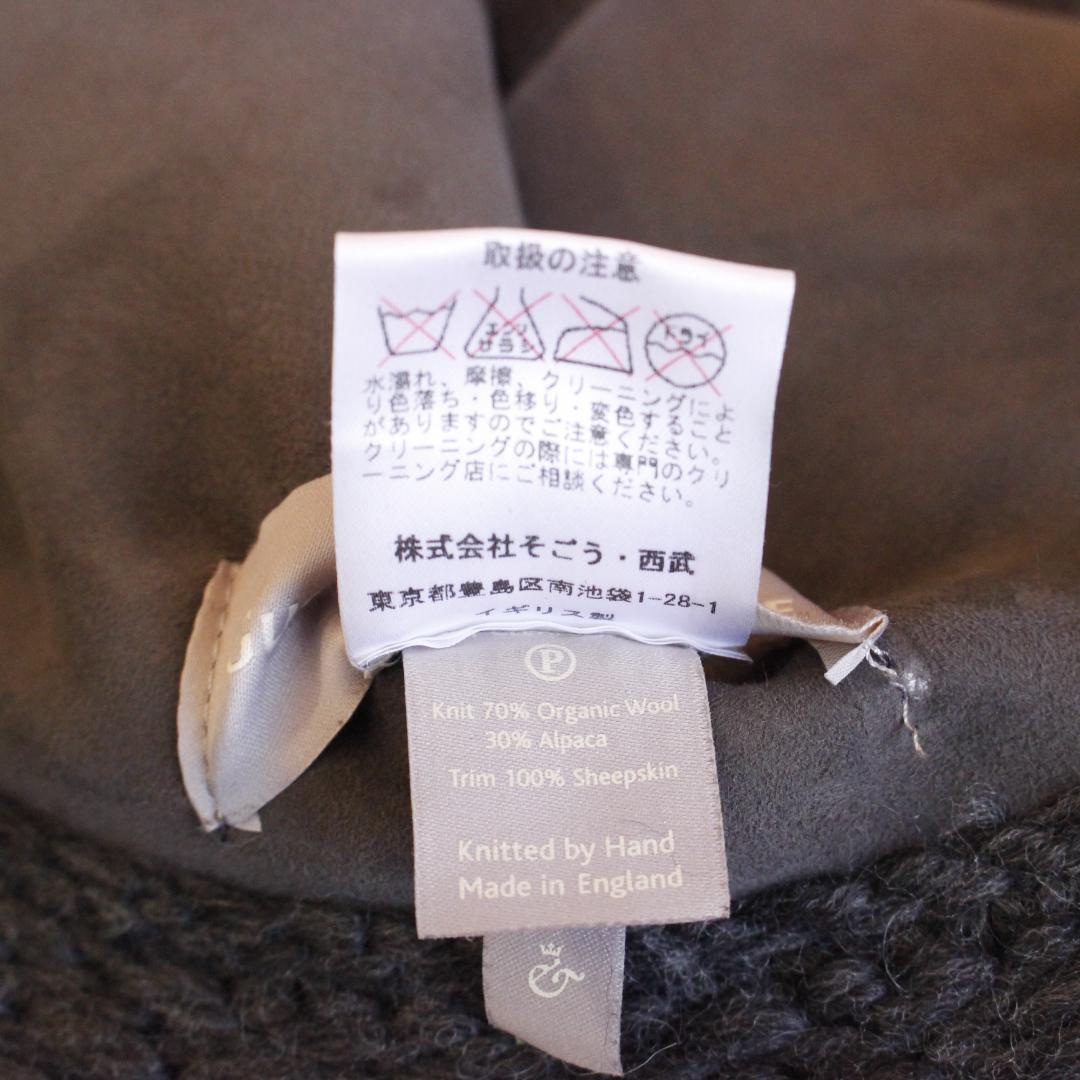 取扱の注意
エンソ
サラシ
ドライ
水濡れ、摩擦、クリーニングによ
り色落ち・色移り・変色すること
がありますのでご注意ください。
クリーニングの際には専門のクリ
ーニング店にご相談ください。
株式会社そごう・西武
東京都豊島区南池袋1-28-1
イギリス製
P
Knit 70% Organic Wool
30% Alpaca
Trim 100% Sheepskin
Knitted by Hand
Made in England